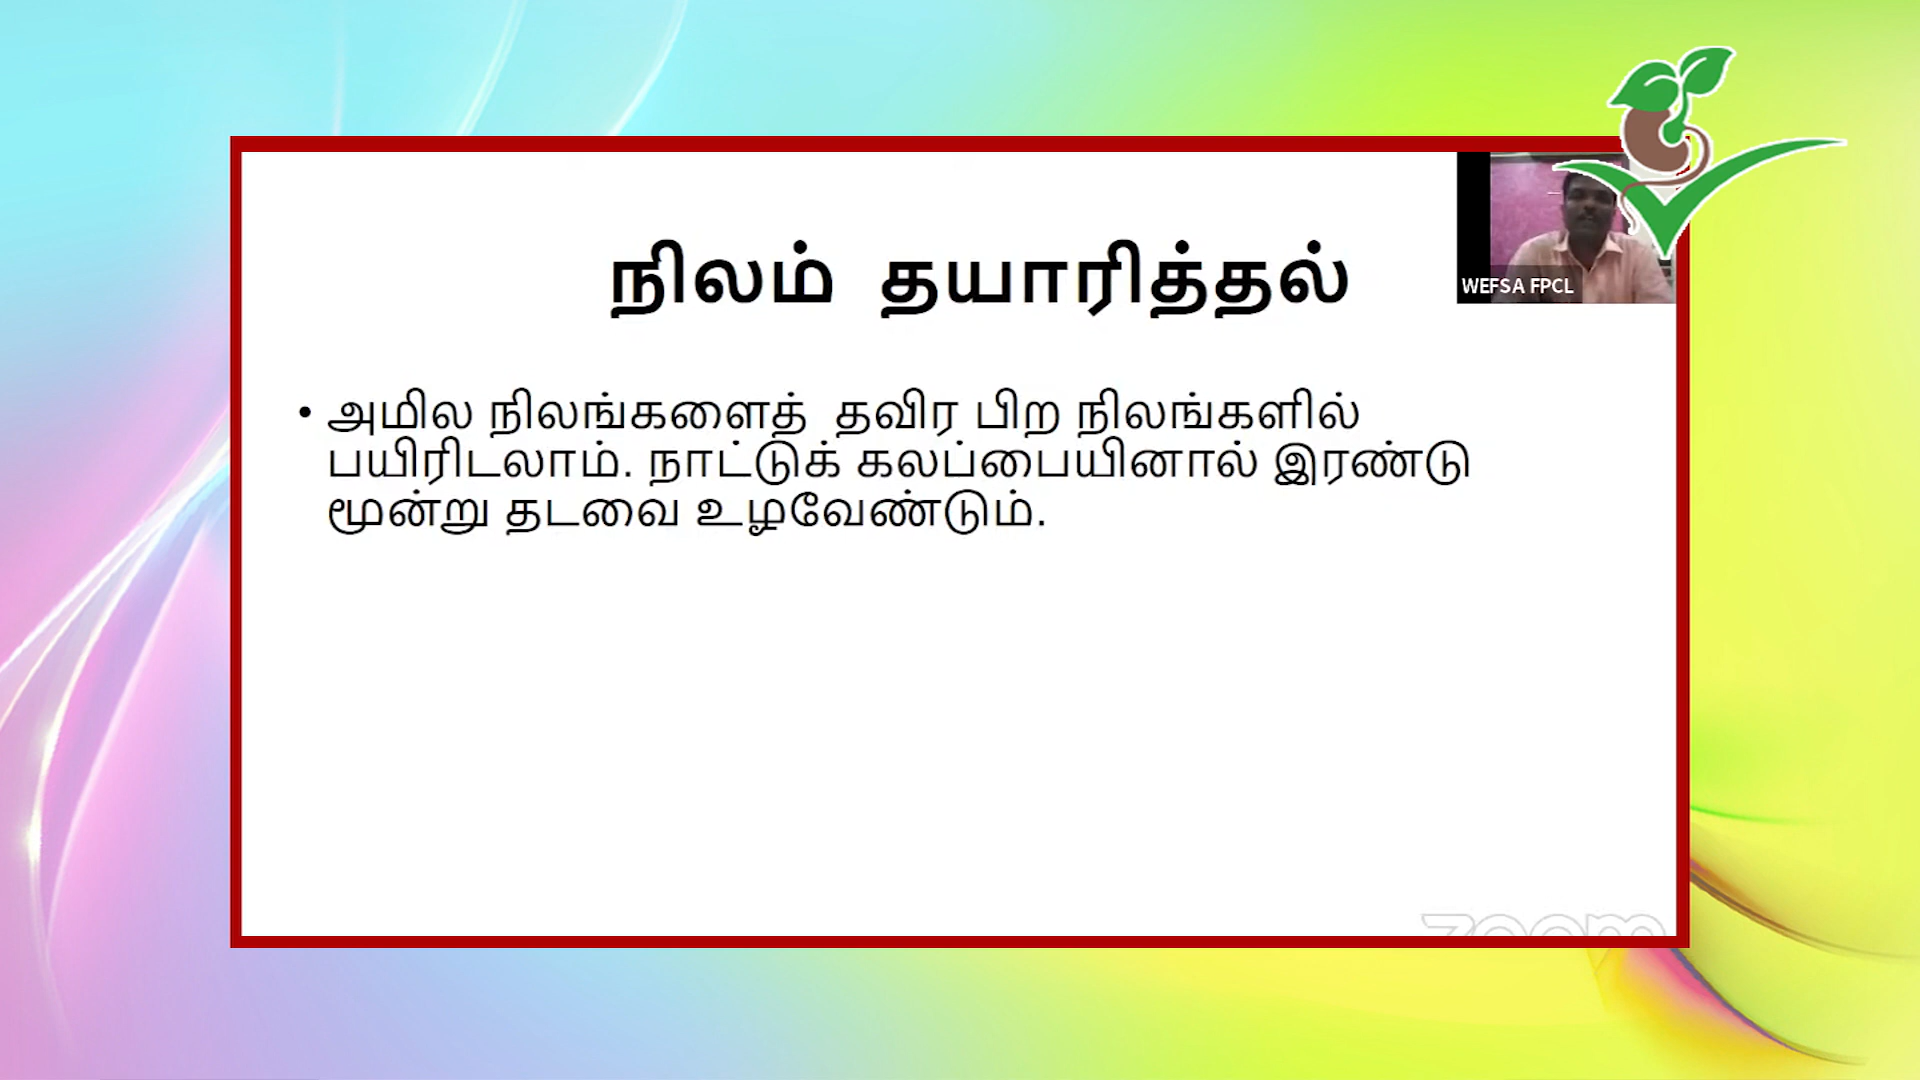 நிலம் தயாரித்தல்
WEFSA FPCL
• அமில நிலங்களைத் தவிர பிற நிலங்களில்
பயிரிடலாம். நாட்டுக் கலப்பையினால் இரண்டு
மூன்று தடவை உழவேண்டும்.
zoom